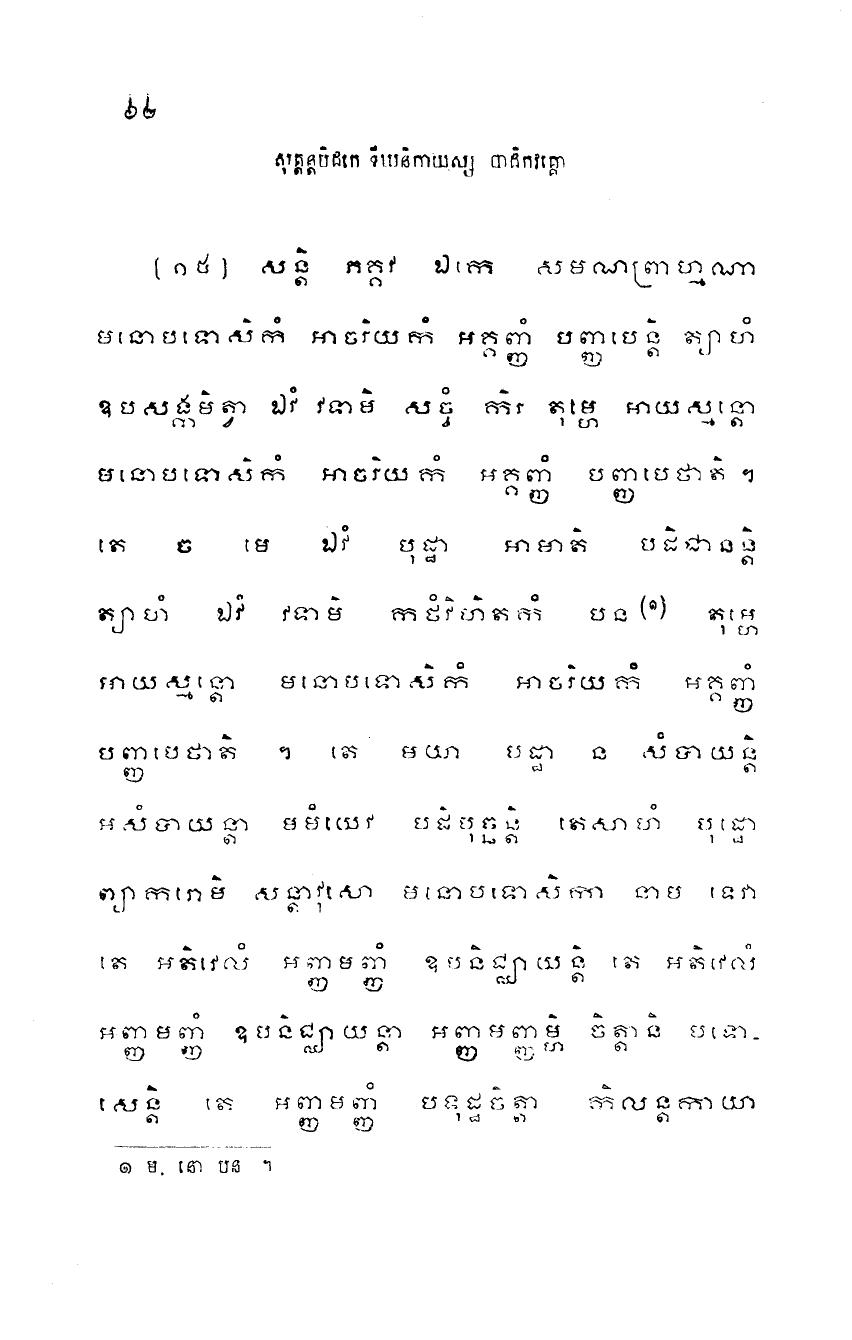 ៦២
សុត្តន្តបិដកេ ទីឃនិកាយស្ស បាដិកវគ្គោ
(១៥) សន្តិ ភគ្គវ ឯកេ សមណព្រាហ្មណា
មនោបទោសិកំ អាចរិយកំ អគ្គញ្ញំ បញ្ញបេន្តិ ត្យាហំ
ឧបសង្កមិត្វា ឯវំ វទាមិ សច្ចំ កិរ តុម្ហេ អាយស្មន្តោ
មនោបទោសិកំ អាចរិយកំ អគ្គញ្ញំ បញ្ញបេថាតិ ។
តេ ច មេ ឯវំ បុដ្ឋា អាមាតិ បដិជានន្តិ
ត្យាហំ ឯវំ វទាមិ កថំវិហិតកំ បន (១) តុម្ហេ
អាយស្មន្តោ មនោបទោសិកំ អាចរិយកំ អគ្គញ្ញំ
បញ្ញបេថាតិ ។ តេ មយា បដ្ឋា ន សំបាយន្តិ
អសំបាយន្តា មមំយេវ បដិបុច្ឆន្តិ តេសាហំ បុដ្ឋោ
ព្យាករោមិ សន្តាវុសោ មនោបទោសិកា នាម ទេវា
តេ អតិវេលំ អញ្ញមញ្ញំ ឧបនិជ្ឈាយន្តិ តេ អតិវេលំ
អញ្ញមញ្ញំ ឧបនិជ្ឈាយន្តា អញ្ញមញ្ញម្ហិ ចិត្តានិ បទោ-
សេន្តិ តេ អញ្ញមញ្ញំ បទុដ្ឋចិត្តា កិលន្តកាយា
១ ម. នោ បន ។